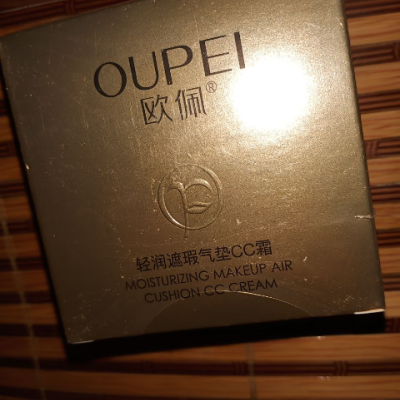 OUPEI
欧佩®
轻润遮瑕气垫CC霜
MOISTURIZING MAKEUP AIR
CUSHION CC CREAM